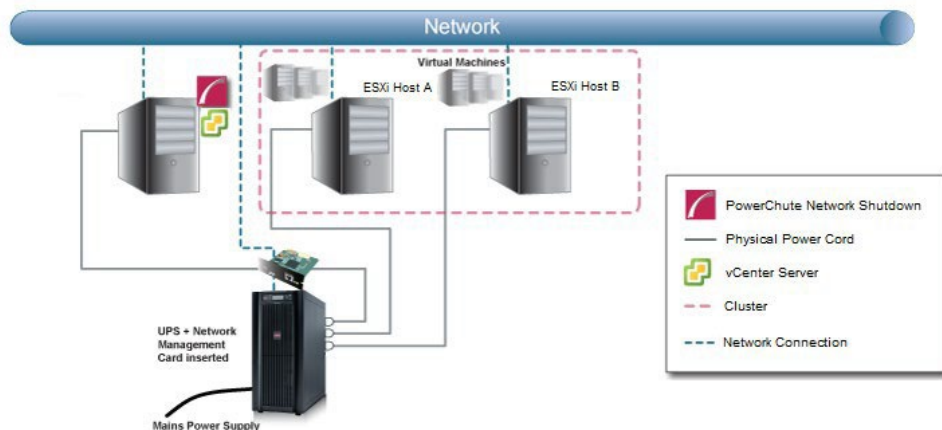 Network
Virtual Machines
ESXi Host A
ESXi Host B
PowerChute Network Shutdown
Physical Power Cord
vCenter Server
Cluster
Network Connection
UPS + Network
Management
Card inserted
Mains Power Supply